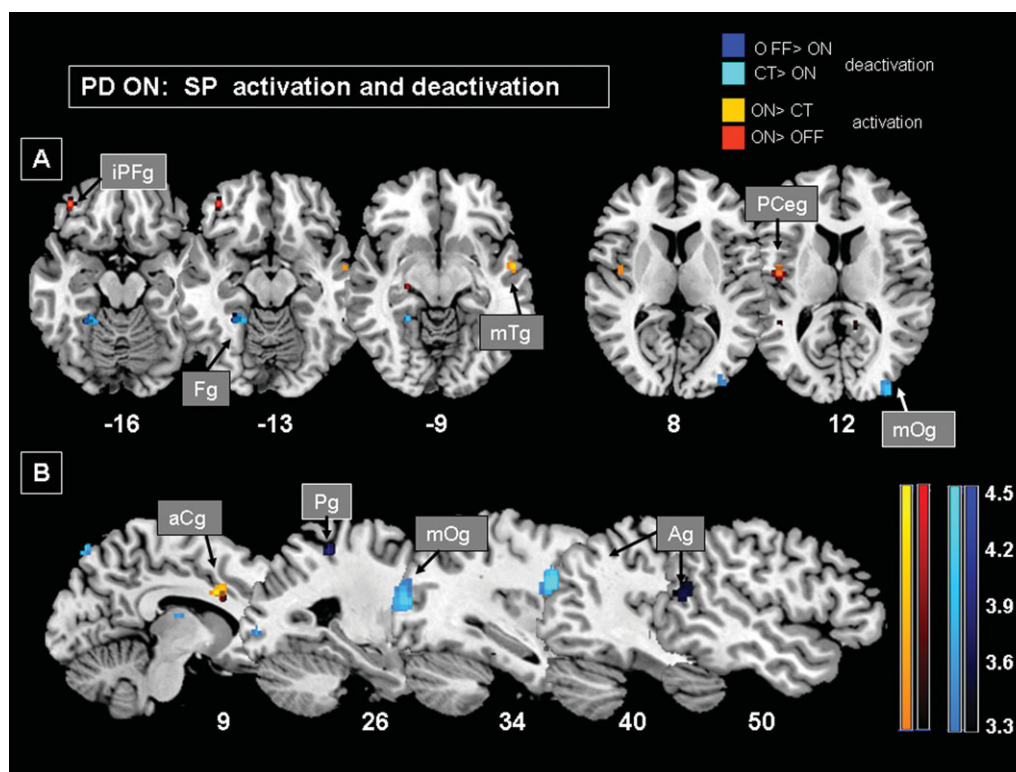 O FF> ON
CT> ON
deactivation
PD ON: SP activation and deactivation
ON> CT
ON> OFF
activation
A
iPFg
PCeg
mTg
Fg
mOg
-16 -13 -9 8 12
B
aCg
Pg
mOg
Ag
4.5
4.2
3.9
3.6
3.3
9 26 34 40 50